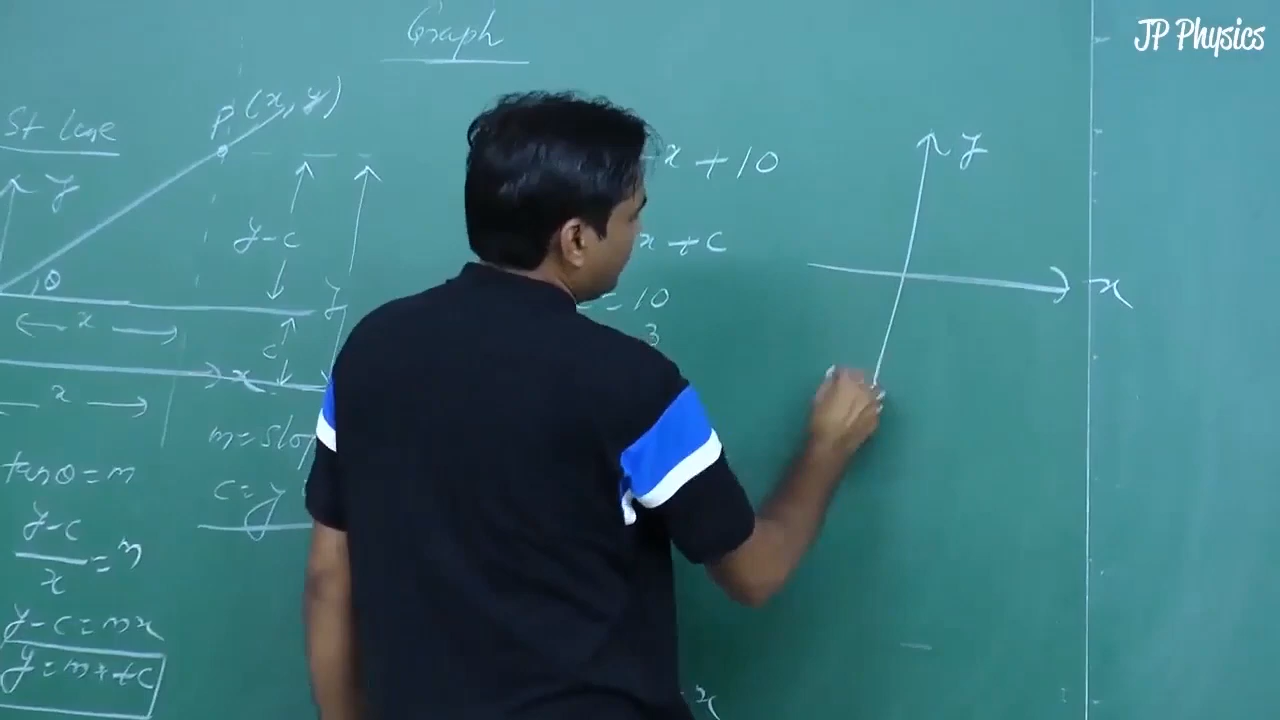 JP Physics
Graph
St line
P(x, y)
y
y-c
θ
x
y
c
x
x
tanθ=m
y-c
x
=m
y-c=mx
y=mx+c
m=slop
c=y
x+10
x+c
=10
3
x
y
x